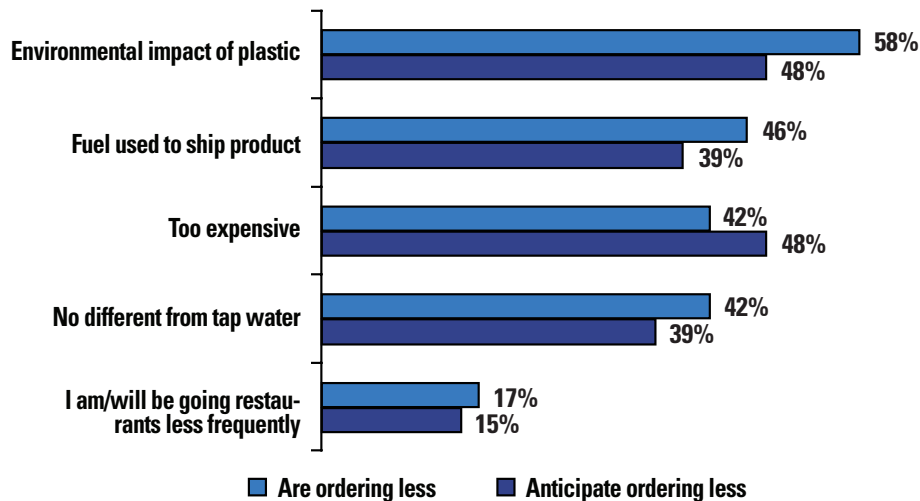 Environmental impact of plastic
58%
48%
Fuel used to ship product
46%
39%
Too expensive
42%
48%
No different from tap water
42%
39%
I am/will be going restau-
rants less frequently
17%
15%
Are ordering less
Anticipate ordering less